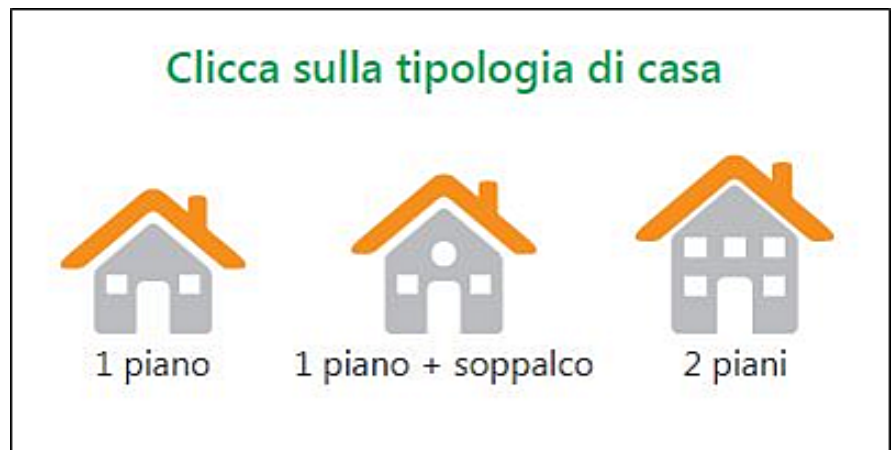 Clicca sulla tipologia di casa
1 piano 1 piano + soppalco 2 piani